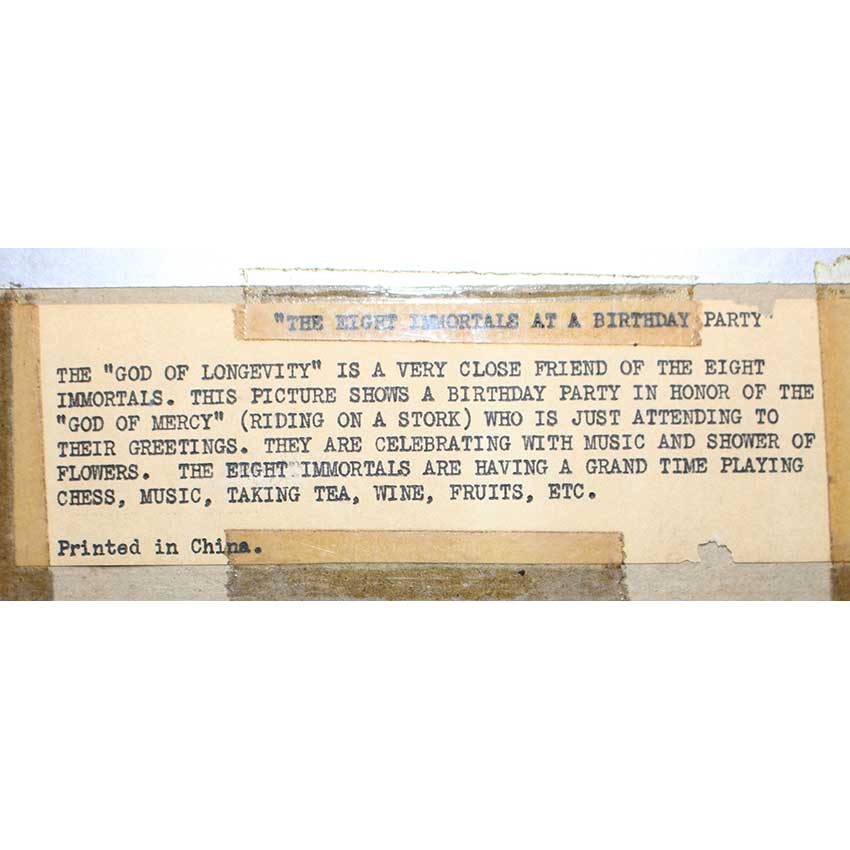 "THE EIGHT IMMORTALS AT A BIRTHDAY PARTY"
THE "GOD OF LONGEVITY" IS A VERY CLOSE FRIEND OF THE EIGHT
IMMORTALS. THIS PICTURE SHOWS A BIRTHDAY PARTY IN HONOR OF THE
"GOD OF MERCY" (RIDING ON A STORK) WHO IS JUST ATTENDING TO
THEIR GREETINGS. THEY ARE CELEBRATING WITH MUSIC AND SHOWER OF
FLOWERS. THE EIGHT IMMORTALS ARE HAVING A GRAND TIME PLAYING
CHESS, MUSIC, TAKING TEA, WINE, FRUITS, ETC.
Printed in China.